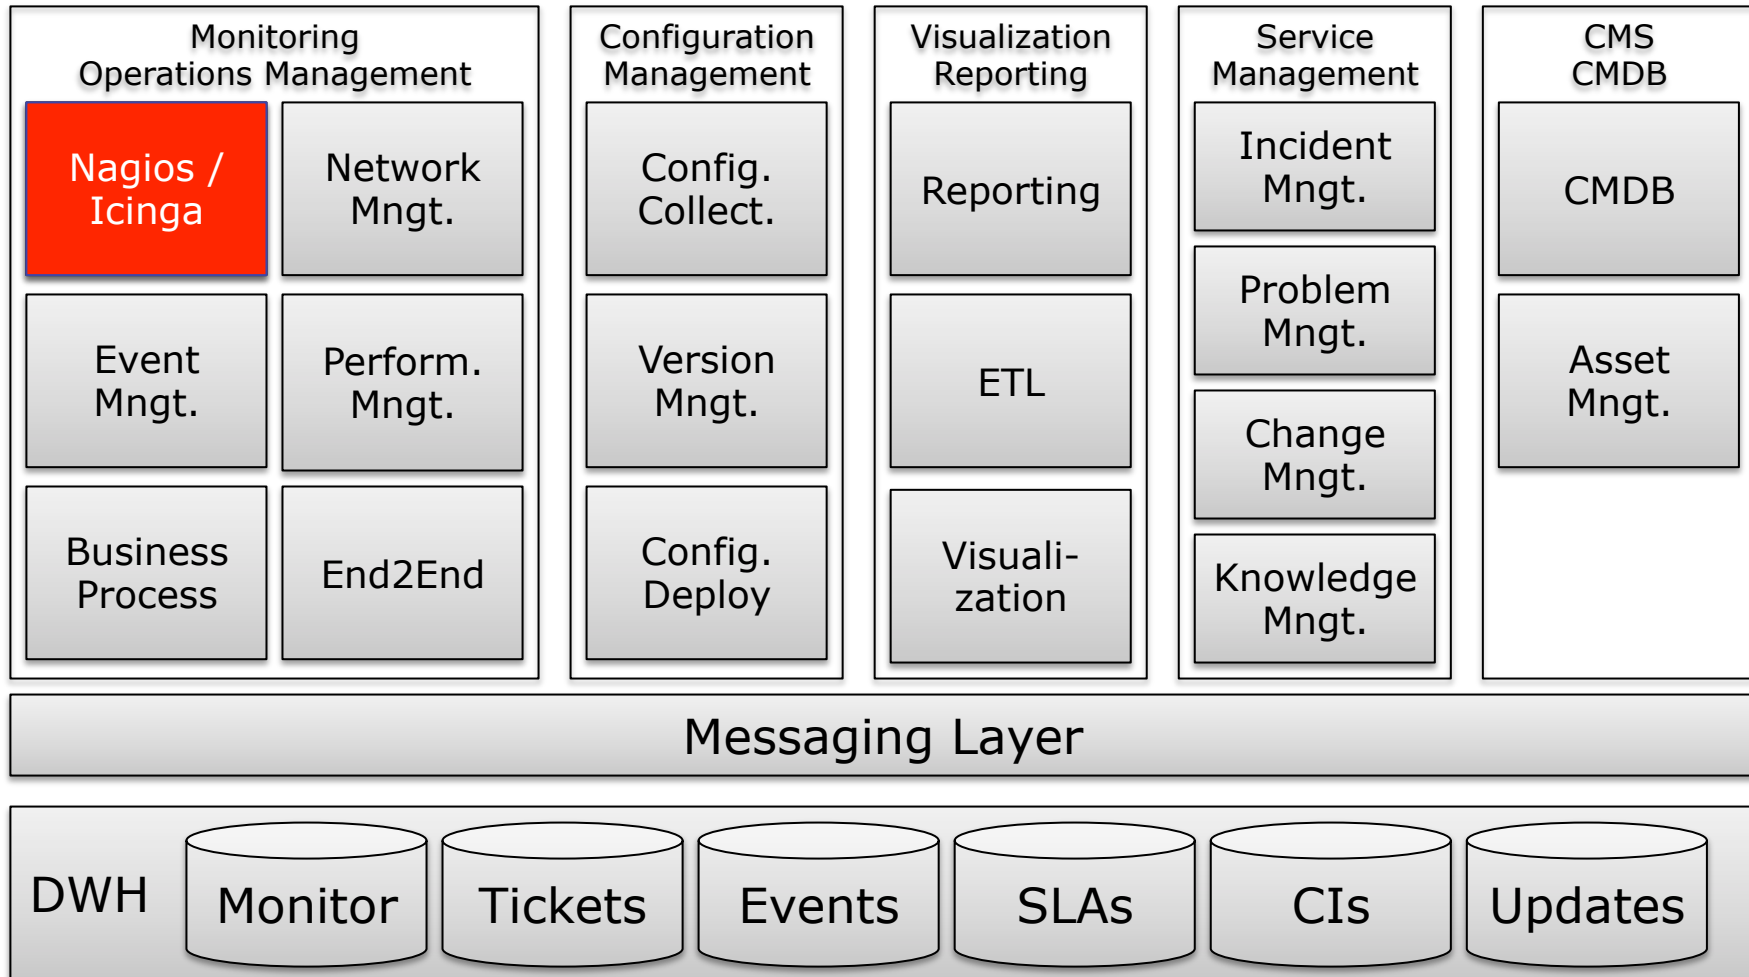 Monitoring
Operations Management
Nagios /
Icinga
Network
Mngt.
Event
Mngt.
Perform.
Mngt.
Business
Process
End2End
Configuration
Management
Config.
Collect.
Version
Mngt.
Config.
Deploy
Visualization
Reporting
Reporting
ETL
Visuali-
zation
Service
Management
Incident
Mngt.
Problem
Mngt.
Change
Mngt.
Knowledge
Mngt.
CMS
CMDB
CMDB
Asset
Mngt.
Messaging Layer
DWH
Monitor
Tickets
Events
SLAs
CIs
Updates